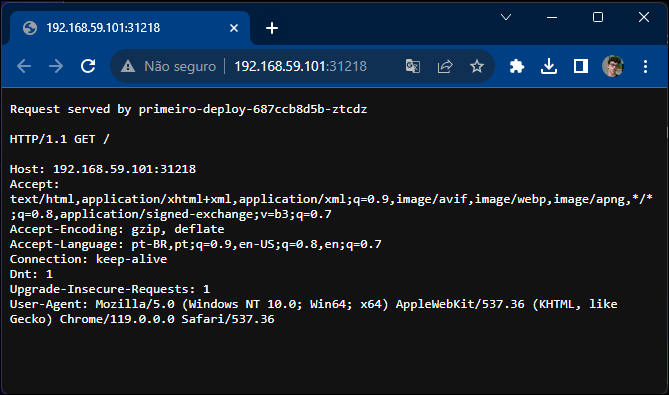 192.168.59.101:31218
Não seguro
192.168.59.101:31218
Request served by primeiro-deploy-687ccb8d5b-ztcdz
HTTP/1.1 GET /
Host: 192.168.59.101:31218
Accept:
text/html,application/xhtml+xml,application/xml;q=0.9,image/avif,image/webp,image/apng,*/*
;q=0.8,application/signed-exchange;v=b3;q=0.7
Accept-Encoding: gzip, deflate
Accept-Language: pt-BR,pt;q=0.9,en-US;q=0.8,en;q=0.7
Connection: keep-alive
Dnt: 1
Upgrade-Insecure-Requests: 1
User-Agent: Mozilla/5.0 (Windows NT 10.0; Win64; x64) AppleWebKit/537.36 (KHTML, like
Gecko) Chrome/119.0.0.0 Safari/537.36